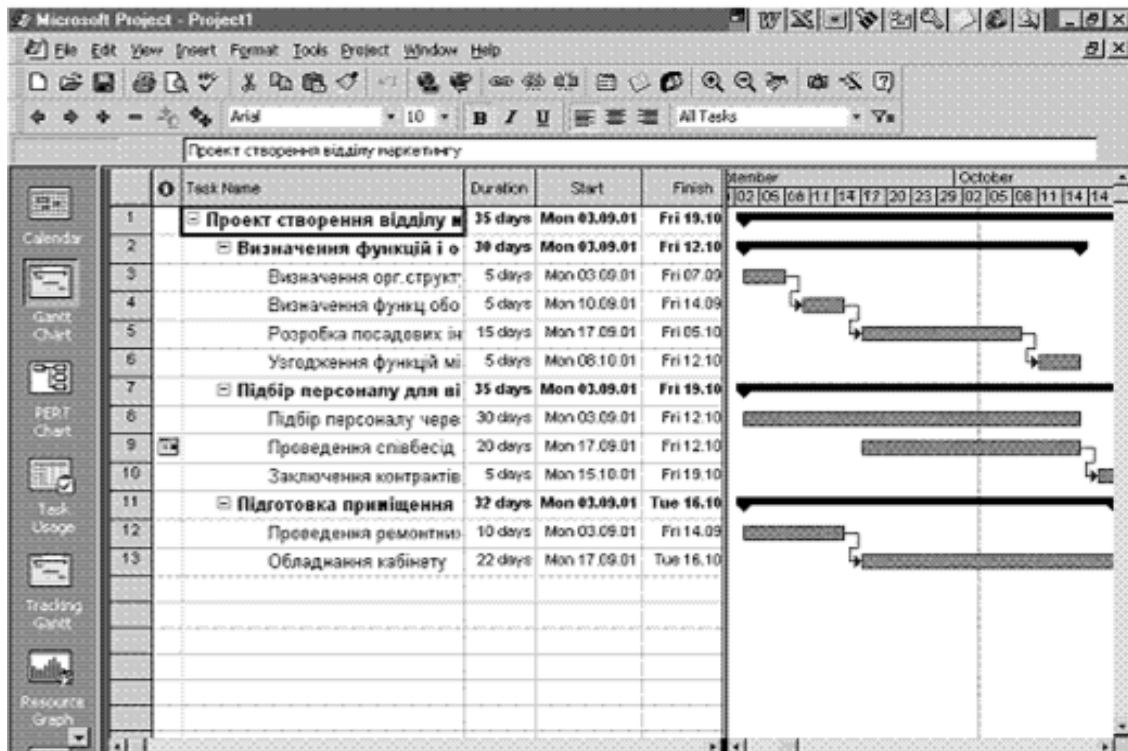 Microsoft Project - Project1
File Edit View Insert Format Tools Project Window Help
Arial 10 B I U All Tasks
Проект створення відділу маркетингу
Task Name Duration Start Finish
tember October
02 05 08 11 14 17 20 23 29 02 05 08 11 14 14
1 Проект створення відділу м 35 days Mon 03.09.01 Fri 19.10
2 Визначення функцій і о 30 days Mon 03.09.01 Fri 12.10
3 Визначення орг.структ 5 days Mon 03.09.01 Fri 07.09
4 Визначення функц обо 5 days Mon 10.09.01 Fri 14.09
5 Розробка посадових ін 15 days Mon 17.09.01 Fri 05.10
6 Узгодження функцій мі 5 days Mon 08.10.01 Fri 12.10
7 Підбір персоналу для ві 35 days Mon 03.09.01 Fri 19.10
8 Підбір персоналу чере 30 days Mon 03.09.01 Fri 12.10
9 Проведення співбесід 20 days Mon 17.09.01 Fri 12.10
10 Заключення контрактів 5 days Mon 15.10.01 Fri 19.10
11 Підготовка приміщення 32 days Mon 03.09.01 Tue 16.10
12 Проведення ремонтних 10 days Mon 03.09.01 Fri 14.09
13 Обладнання кабінету 22 days Mon 17.09.01 Tue 16.10
Calendar
Gantt
Chart
PERT
Chart
Task
Usage
Tracking
Gantt
Resource
Graph